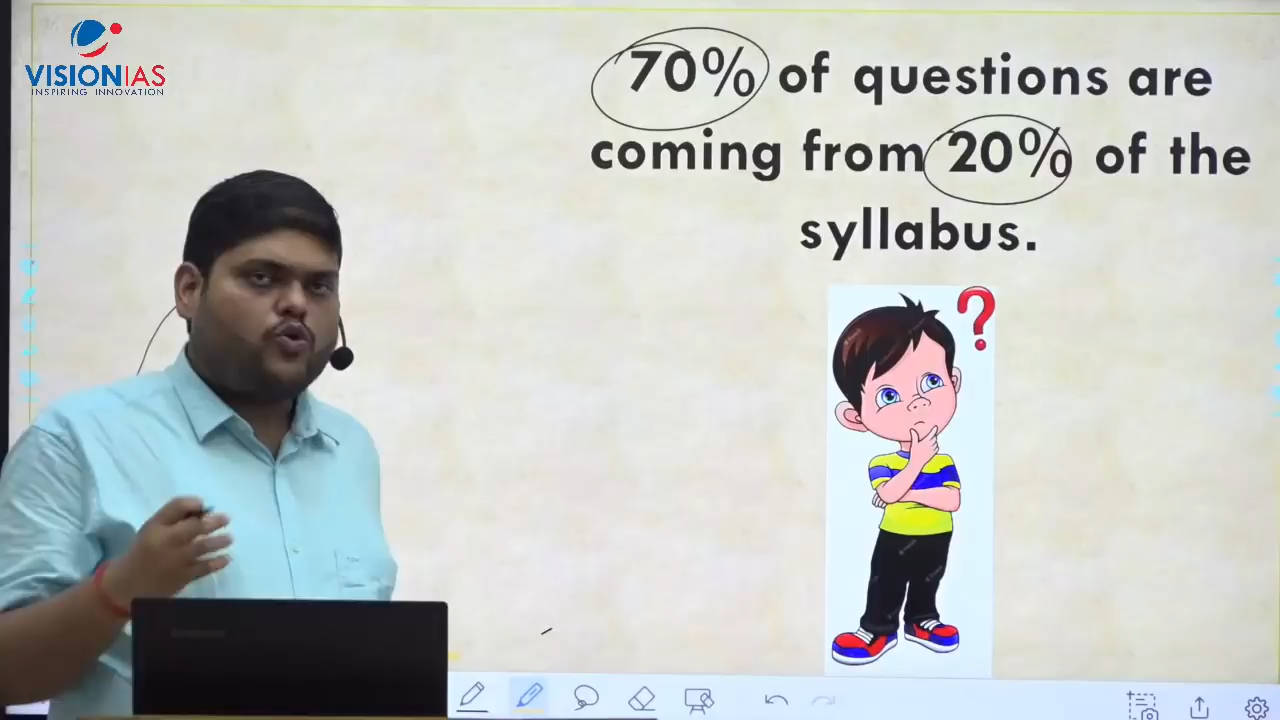 VISIONIAS
INSPIRING INNOVATION
70% of questions are
coming from 20% of the
syllabus.
?